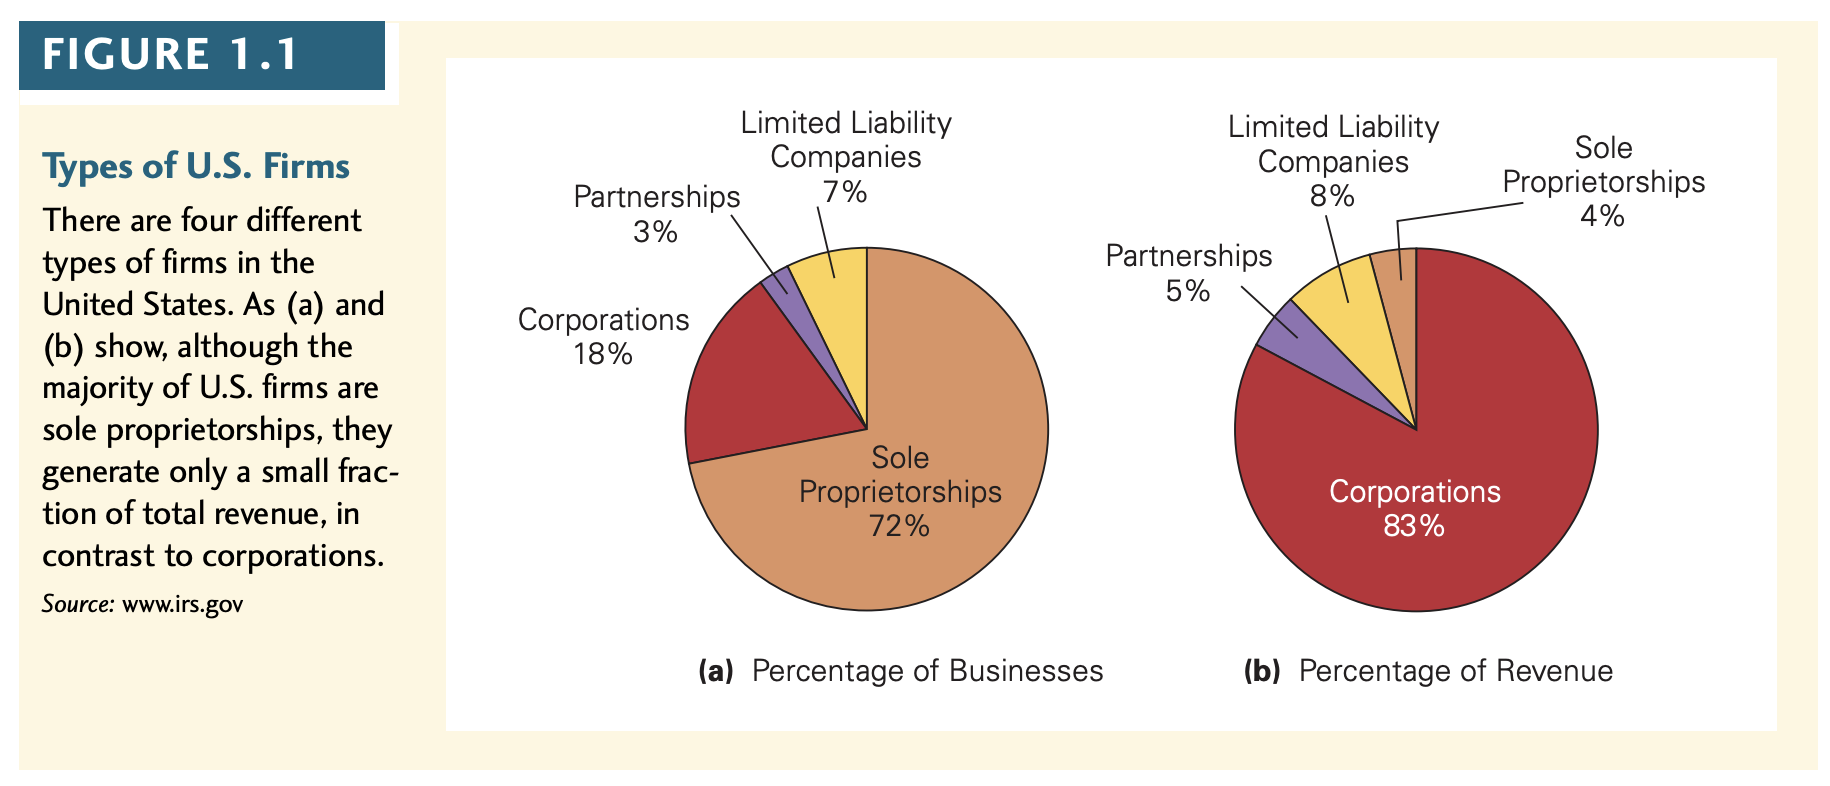 FIGURE 1.1
Types of U.S. Firms
There are four different
types of firms in the
United States. As (a) and
(b) show, although the
majority of U.S. firms are
sole proprietorships, they
generate only a small frac-
tion of total revenue, in
contrast to corporations.
Source: www.irs.gov
Limited Liability
Companies
7%
Partnerships
3%
Corporations
18%
Sole
Proprietorships
72%
(a) Percentage of Businesses
Limited Liability
Companies
8%
Sole
Proprietorships
4%
Partnerships
5%
Corporations
83%
(b) Percentage of Revenue